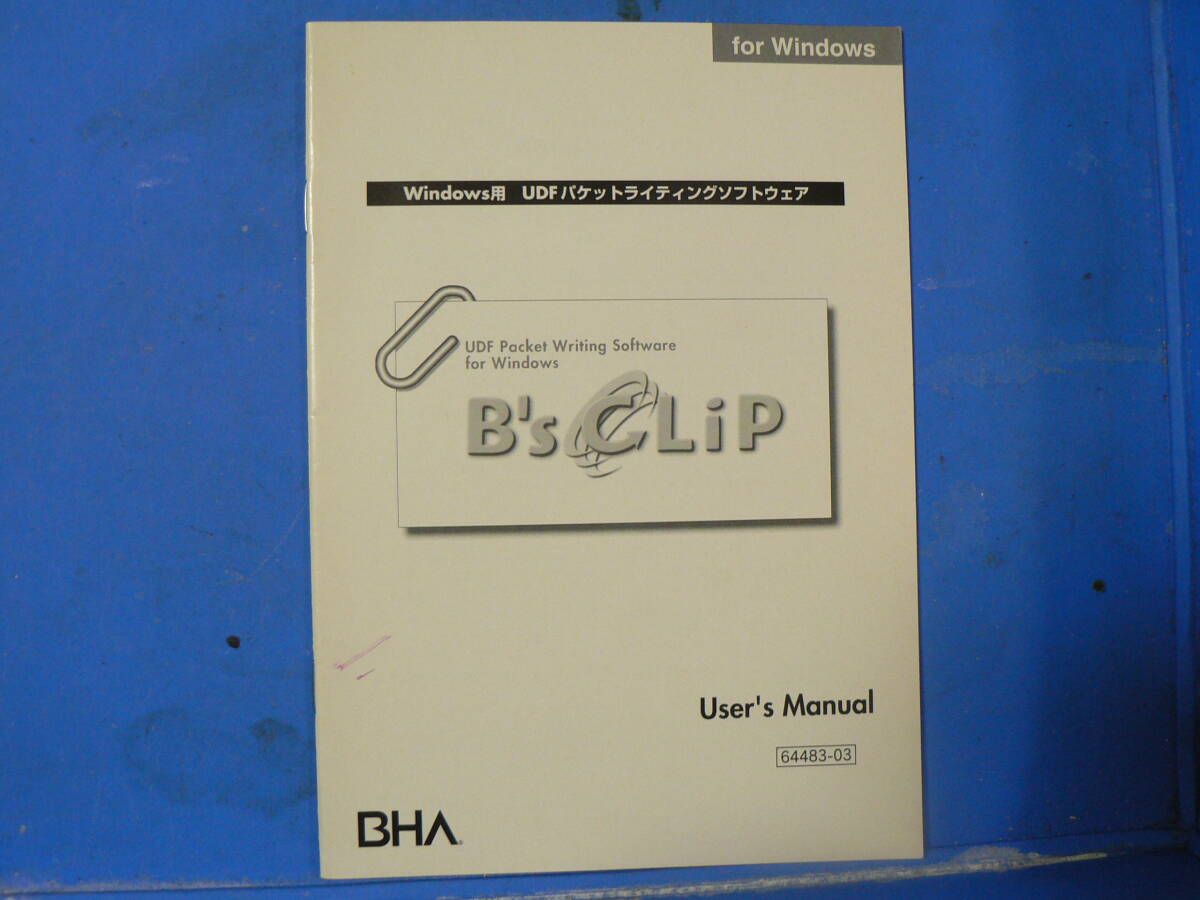 for Windows
Windows用 UDFパケットライティングソフトウェア
UDF Packet Writing Software
for Windows
B's CLiP
User's Manual
64483-03
BHA